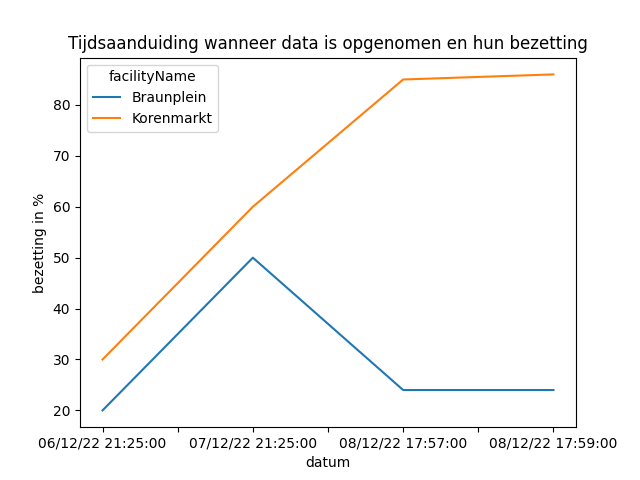 Tijdsaanduiding wanneer data is opgenomen en hun bezetting
facilityName
Braunplein
Korenmarkt
bezetting in %
80
70
60
50
40
30
20
06/12/22 21:25:00 07/12/22 21:25:00 08/12/22 17:57:00 08/12/22 17:59:00
datum